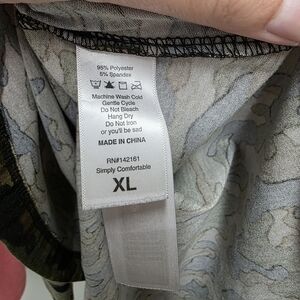 95% Polyester
5% Spandex
Machine Wash Cold
Gentle Cycle
Do Not Bleach
Hang Dry
Do Not Iron
or you'll be sad
MADE IN CHINA
RN#142161
Simply Comfortable
XL